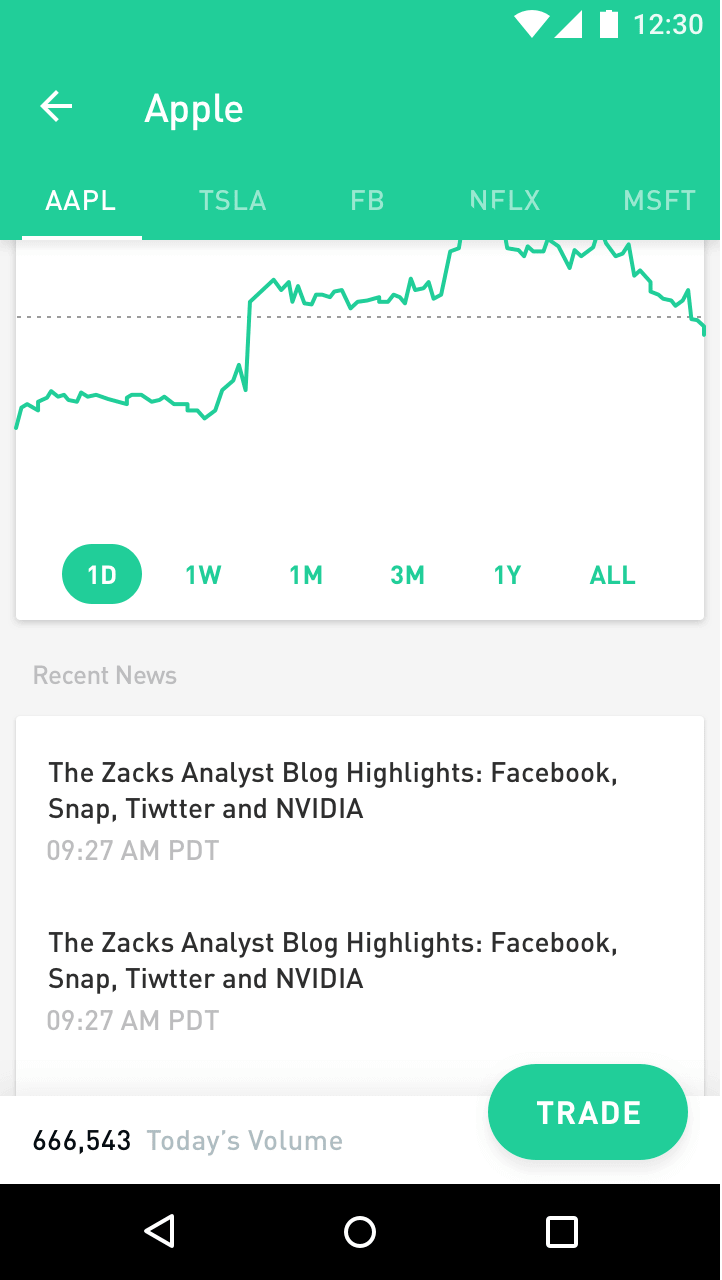 12:30
Apple
AAPL TSLA FB NFLX MSFT
1D 1W 1M 3M 1Y ALL
Recent News
The Zacks Analyst Blog Highlights: Facebook,
Snap, Tiwtter and NVIDIA
09:27 AM PDT
The Zacks Analyst Blog Highlights: Facebook,
Snap, Tiwtter and NVIDIA
09:27 AM PDT
666,543 Today's Volume
TRADE